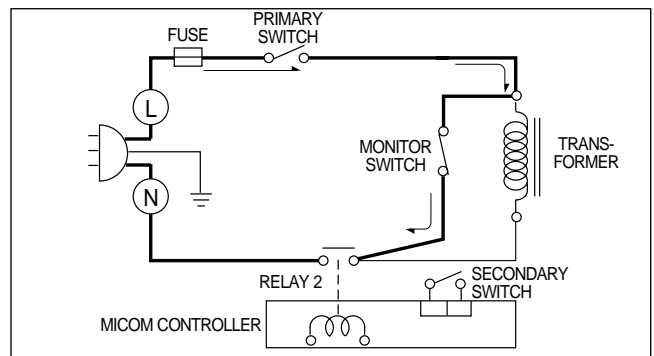 PRIMARY
SWITCH
FUSE
L
MONITOR
SWITCH
TRANS-
FORMER
N
RELAY 2
SECONDARY
SWITCH
MICOM CONTROLLER